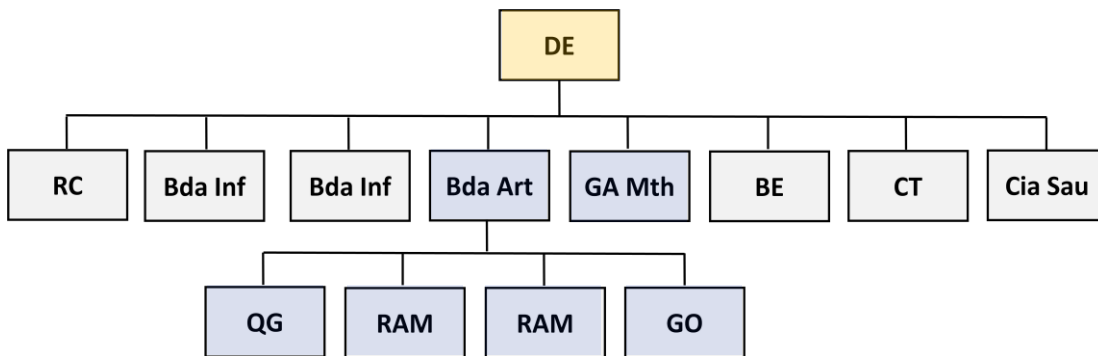 DE
RC
Bda Inf
Bda Inf
Bda Art
GA Mth
BE
CT
Cia Sau
QG
RAM
RAM
GO